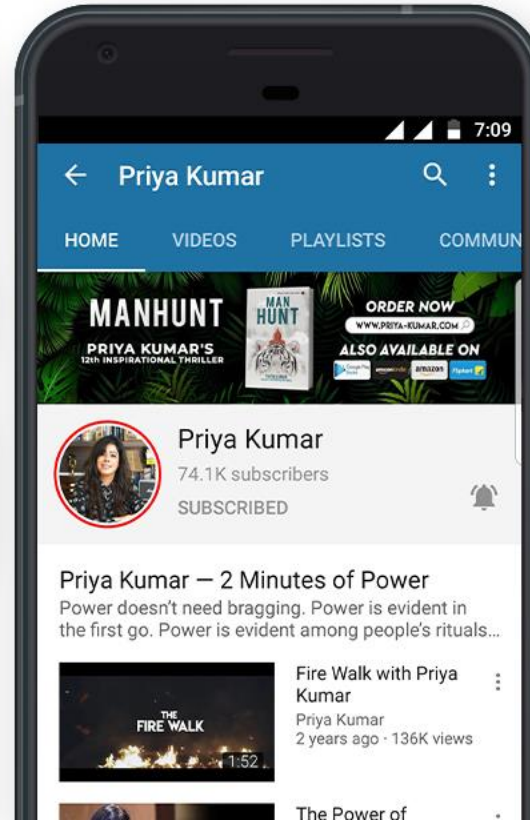 7:09
Priya Kumar
HOME VIDEOS PLAYLISTS COMMUN
MANHUNT
PRIYA KUMAR'S
12th INSPIRATIONAL THRILLER
MAN
HUNT
ORDER NOW
WWW.PRIYA-KUMAR.COM
ALSO AVAILABLE ON
Google Play
amazon
Flipkart
Priya Kumar
74.1K subscribers
SUBSCRIBED
Priya Kumar – 2 Minutes of Power
Power doesn't need bragging. Power is evident in
the first go. Power is evident among people's rituals...
THE
FIRE WALK
1:52
Fire Walk with Priya
Kumar
Priya Kumar
2 years ago · 136K views
The Power of